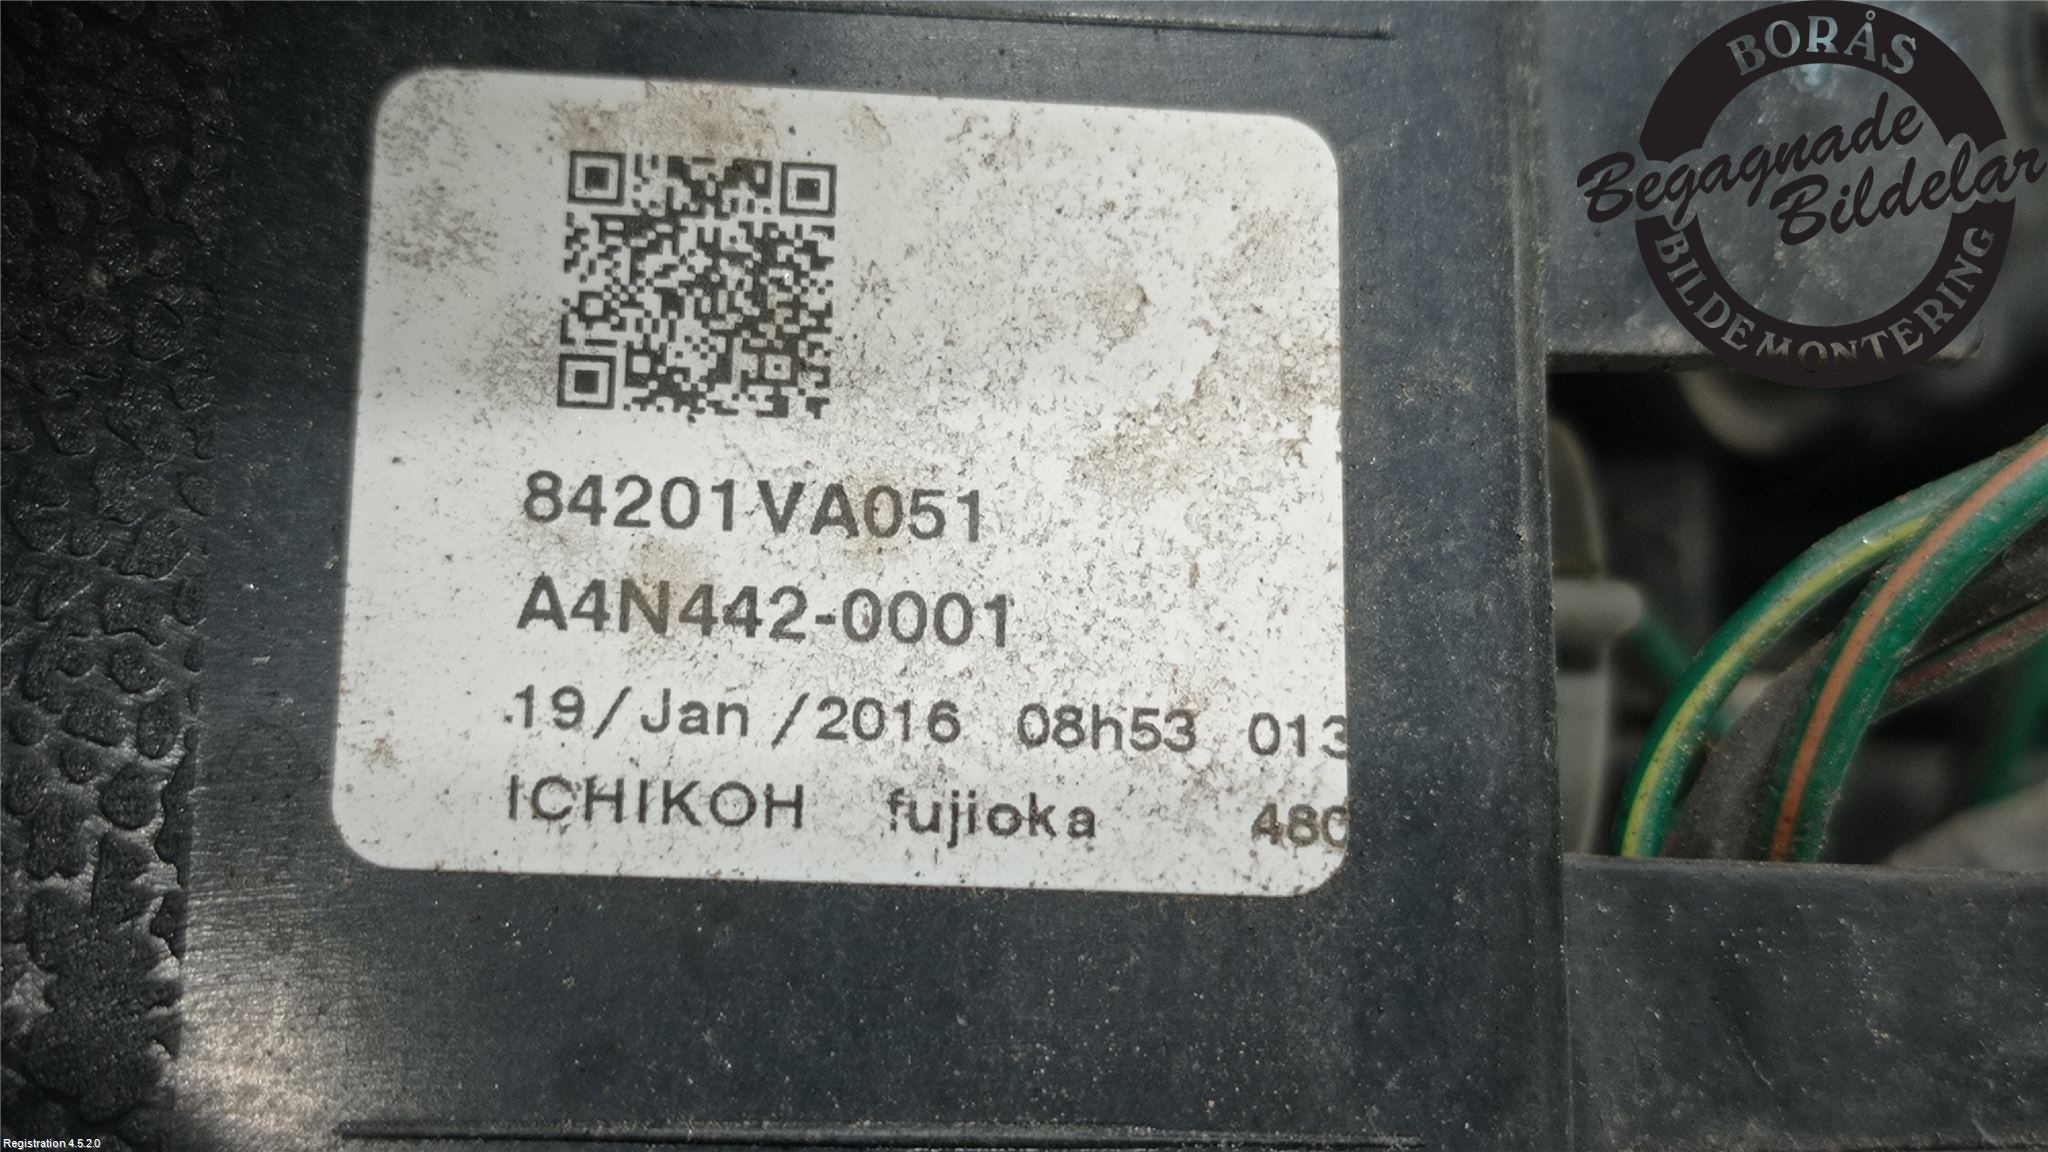 BORÅS
Begagnade
Bildelar
BILDEMONTERING
84201VA051
A4N442-0001
19/Jan/2016 08h53 013
ICHIKOH fujioka 480
Registration 4.5.2.0